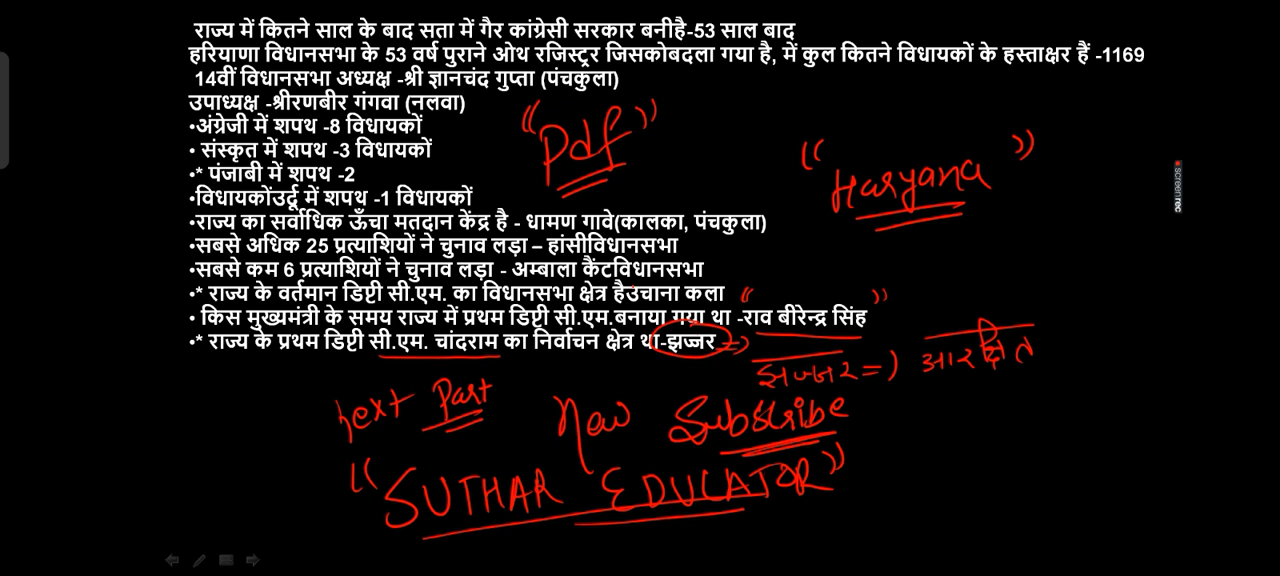 राज्य में कितने साल के बाद सता में गैर कांग्रेसी सरकार बनीहै-53 साल बाद
हरियाणा विधानसभा के 53 वर्ष पुराने ओथ रजिस्ट्रर जिसकोबदला गया है, में कुल कितने विधायकों के हस्ताक्षर हैं -1169
14वीं विधानसभा अध्यक्ष -श्री ज्ञानचंद गुप्ता (पंचकुला)
उपाध्यक्ष -श्रीरणबीर गंगवा (नलवा)
•अंग्रेजी में शपथ -8 विधायकों
• संस्कृत में शपथ -3 विधायकों
•* पंजाबी में शपथ -2
•विधायकोंउर्दू में शपथ -1 विधायकों
•राज्य का सर्वाधिक ऊँचा मतदान केंद्र है - धामण गावे(कालका, पंचकुला)
•सबसे अधिक 25 प्रत्याशियों ने चुनाव लड़ा – हांसीविधानसभा
•सबसे कम 6 प्रत्याशियों ने चुनाव लड़ा - अम्बाला कैंटविधानसभा
•* राज्य के वर्तमान डिप्टी सी.एम. का विधानसभा क्षेत्र हैउचाना कला
• किस मुख्यमंत्री के समय राज्य में प्रथम डिप्टी सी.एम.बनाया गया था -राव बीरेन्द्र सिंह
•* राज्य के प्रथम डिप्टी सी.एम. चांदराम का निर्वाचन क्षेत्र था-झज्जर
"Pdf"
"Haryana"
झज्जर =) आरक्षित
next Part
New Subscribe
"SUTHAR EDUCATOR"
screenrec